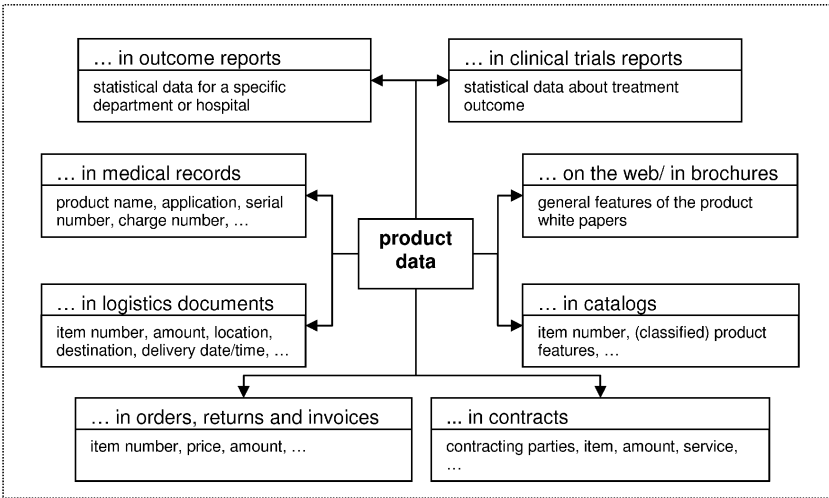 … in outcome reports
statistical data for a specific
department or hospital
… in clinical trials reports
statistical data about treatment
outcome
… in medical records
product name, application, serial
number, charge number, …
… on the web/ in brochures
general features of the product
white papers
product
data
… in logistics documents
item number, amount, location,
destination, delivery date/time, …
… in catalogs
item number, (classified) product
features, …
… in orders, returns and invoices
item number, price, amount, …
... in contracts
contracting parties, item, amount, service,
…